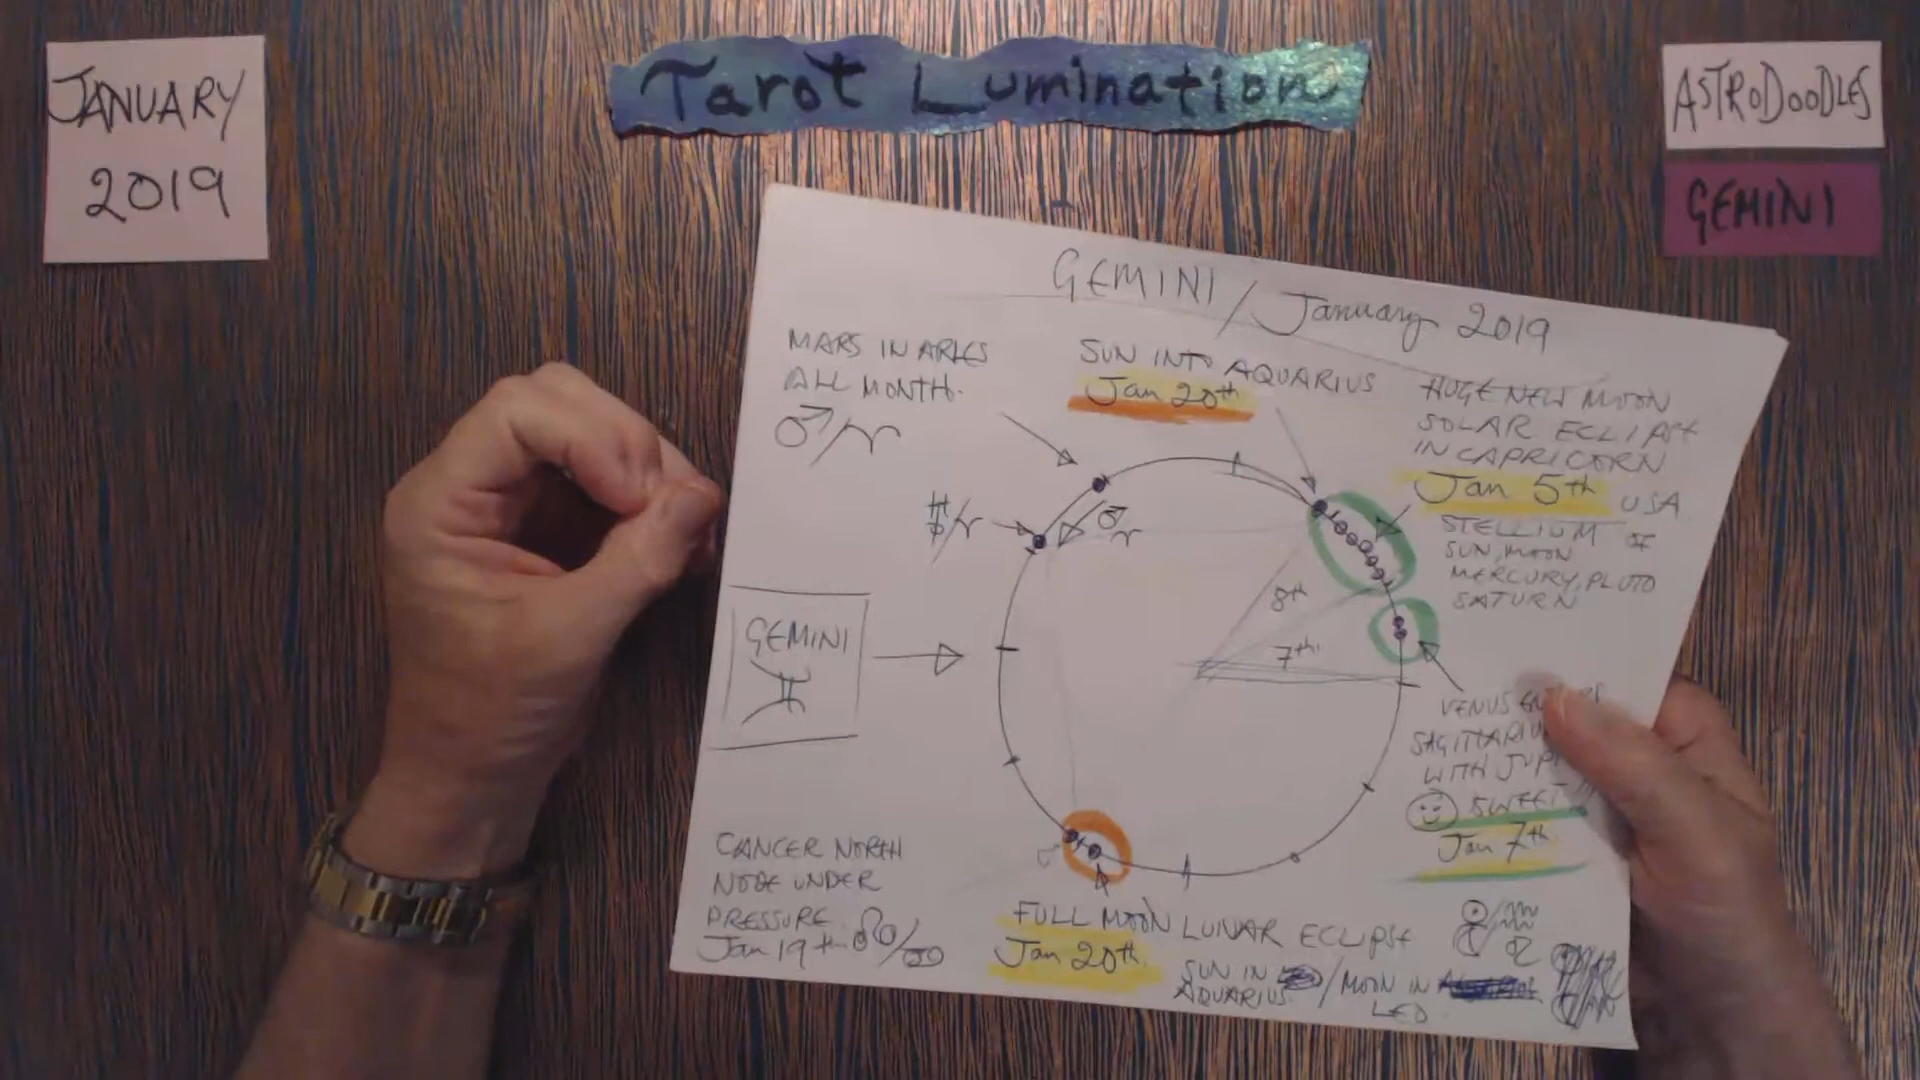 JANUARY
2019
Tarot Lumination
ASTRODOODLES
GEMINI
GEMINI / January 2019
MARS IN ARIES
ALL MONTH.
♂/♈
SUN INTO AQUARIUS
Jan 20th
HUGE NEW MOON
SOLAR ECLIPSE
IN CAPRICORN
Jan 5th USA
STELLIUM OF
SUN, MOON
MERCURY, PLUTO
SATURN
/♈
♂
♈
8th
7th
GEMINI
♊
VENUS
SAGITTARIU
WITH JUP
SWEET!!
Jan 7th
CANCER NORTH
NODE UNDER
PRESSURE
Jan 19th ☊/♋
FULL MOON LUNAR ECLIPSE
Jan 20th.
SUN IN
AQUARIUS / MOON IN
LEO